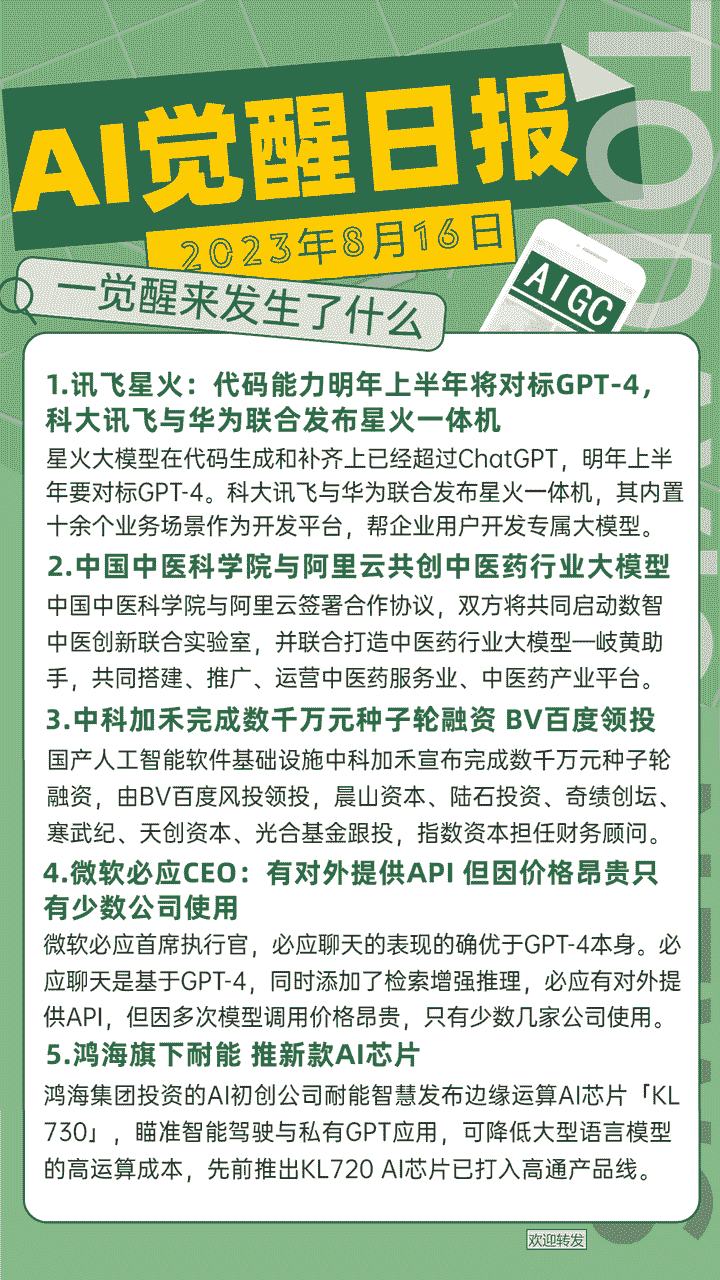 AI觉醒日报
2023年8月16日
一觉醒来发生了什么
AIGC
1.讯飞星火：代码能力明年上半年将对标GPT-4，
科大讯飞与华为联合发布星火一体机
星火大模型在代码生成和补齐上已经超过ChatGPT，明年上半
年要对标GPT-4。科大讯飞与华为联合发布星火一体机，其内置
十余个业务场景作为开发平台，帮企业用户开发专属大模型。
2.中国中医科学院与阿里云共创中医药行业大模型
中国中医科学院与阿里云签署合作协议，双方将共同启动数智
中医创新联合实验室，并联合打造中医药行业大模型—岐黄助
手，共同搭建、推广、运营中医药服务业、中医药产业平台。
3.中科加禾完成数千万元种子轮融资 BV百度领投
国产人工智能软件基础设施中科加禾宣布完成数千万元种子轮
融资，由BV百度风投领投，晨山资本、陆石投资、奇绩创坛、
寒武纪、天创资本、光合基金跟投，指数资本担任财务顾问。
4.微软必应CEO：有对外提供API 但因价格昂贵只
有少数公司使用
微软必应首席执行官，必应聊天的表现的确优于GPT-4本身。必
应聊天是基于GPT-4，同时添加了检索增强推理，必应有对外提
供API，但因多次模型调用价格昂贵，只有少数几家公司使用。
5.鸿海旗下耐能 推新款AI芯片
鸿海集团投资的AI初创公司耐能智慧发布边缘运算AI芯片「KL
730」，瞄准智能驾驶与私有GPT应用，可降低大型语言模型
的高运算成本，先前推出KL720 AI芯片已打入高通产品线。
欢迎转发